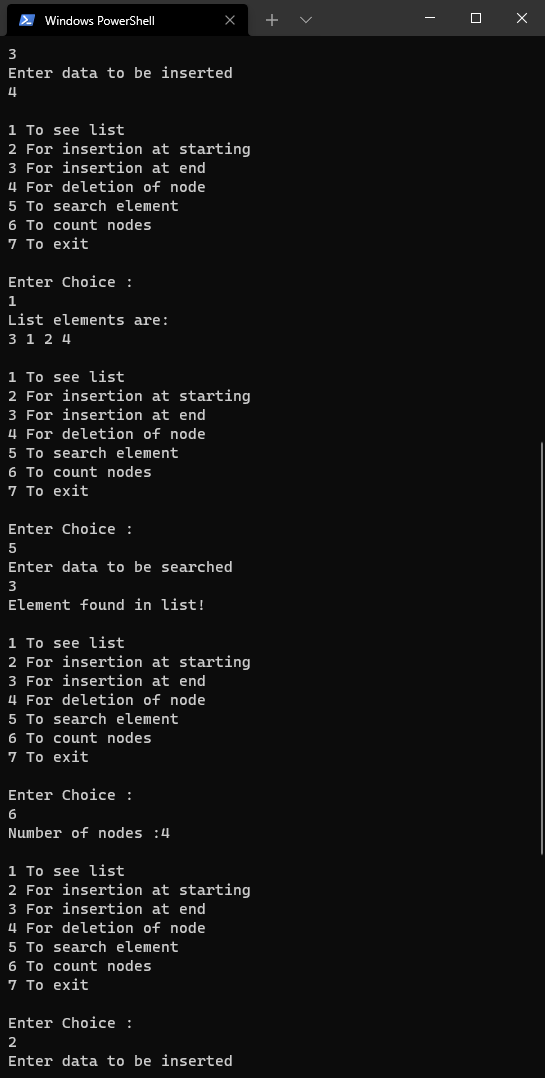 Windows PowerShell
3
Enter data to be inserted
4
1 To see list
2 For insertion at starting
3 For insertion at end
4 For deletion of node
5 To search element
6 To count nodes
7 To exit
Enter Choice :
1
List elements are:
3 1 2 4
1 To see list
2 For insertion at starting
3 For insertion at end
4 For deletion of node
5 To search element
6 To count nodes
7 To exit
Enter Choice :
5
Enter data to be searched
3
Element found in list!
1 To see list
2 For insertion at starting
3 For insertion at end
4 For deletion of node
5 To search element
6 To count nodes
7 To exit
Enter Choice :
6
Number of nodes :4
1 To see list
2 For insertion at starting
3 For insertion at end
4 For deletion of node
5 To search element
6 To count nodes
7 To exit
Enter Choice :
2
Enter data to be inserted